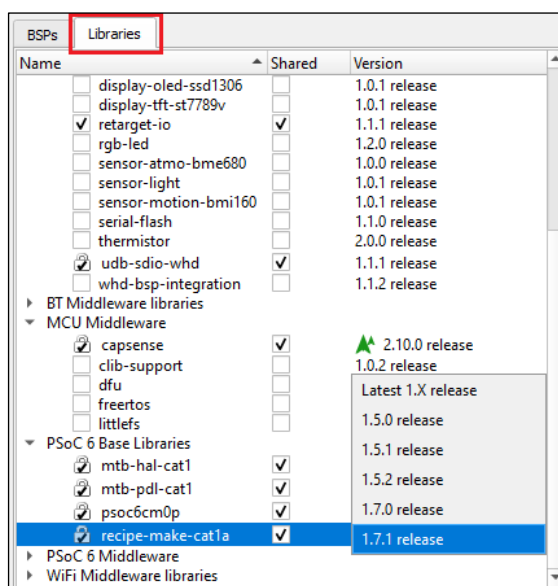 BSPs Libraries
Name Shared Version
display-oled-ssd1306 1.0.1 release
display-tft-st7789v 1.0.1 release
retarget-io 1.1.1 release
rgb-led 1.2.0 release
sensor-atmo-bme680 1.0.0 release
sensor-light 1.0.1 release
sensor-motion-bmi160 1.0.1 release
serial-flash 1.1.0 release
thermistor 2.0.0 release
udb-sdio-whd 1.1.1 release
whd-bsp-integration 1.1.2 release
BT Middleware libraries
MCU Middleware
capsense 2.10.0 release
clib-support 1.0.2 release
dfu
Latest 1.X release
freertos
1.5.0 release
littlefs
1.5.1 release
PSoC 6 Base Libraries
mtb-hal-cat1
1.5.2 release
mtb-pdl-cat1
psoc6cm0p 1.7.0 release
recipe-make-cat1a 1.7.1 release
PSoC 6 Middleware
WiFi Middleware libraries